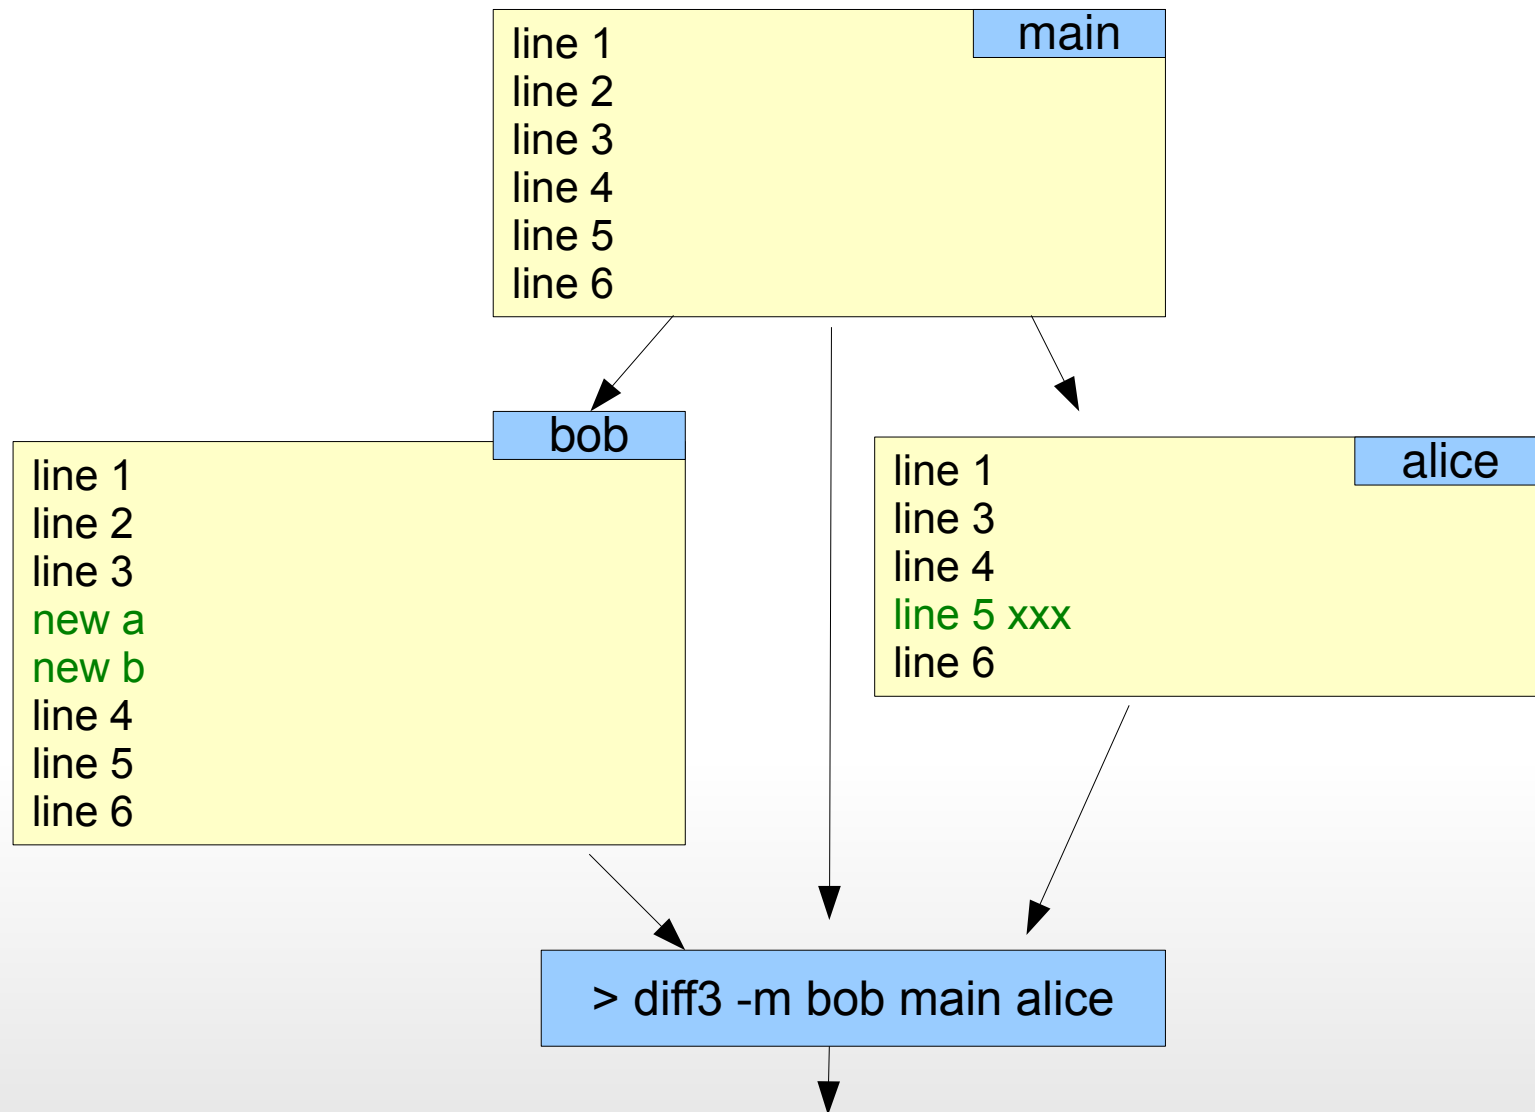 main
line 1
line 2
line 3
line 4
line 5
line 6
bob
line 1
line 2
line 3
new a
new b
line 4
line 5
line 6
alice
line 1
line 3
line 4
line 5 xxx
line 6
> diff3 -m bob main alice